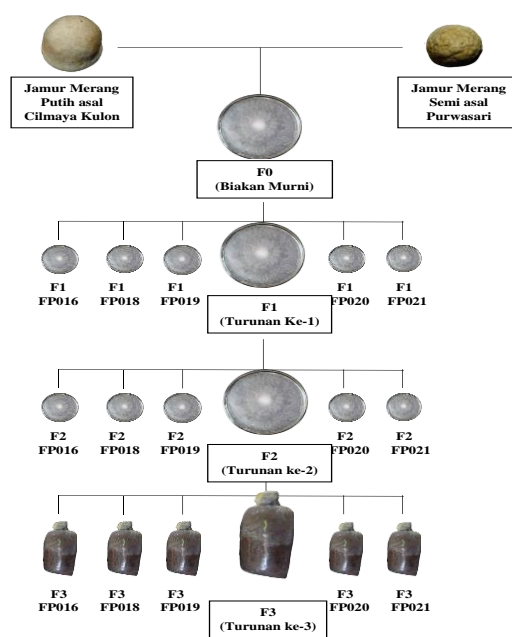 Jamur Merang
Putih asal
Cilmaya Kulon
Jamur Merang
Semi asal
Purwasari
F0
(Biakan Murni)
F1
FP016
F1
FP018
F1
FP019
F1
(Turunan Ke-1)
F1
FP020
F1
FP021
F2
FP016
F2
FP018
F2
FP019
F2
(Turunan ke-2)
F2
FP020
F2
FP021
F3
FP016
F3
FP018
F3
FP019
F3
(Turunan ke-3)
F3
FP020
F3
FP021